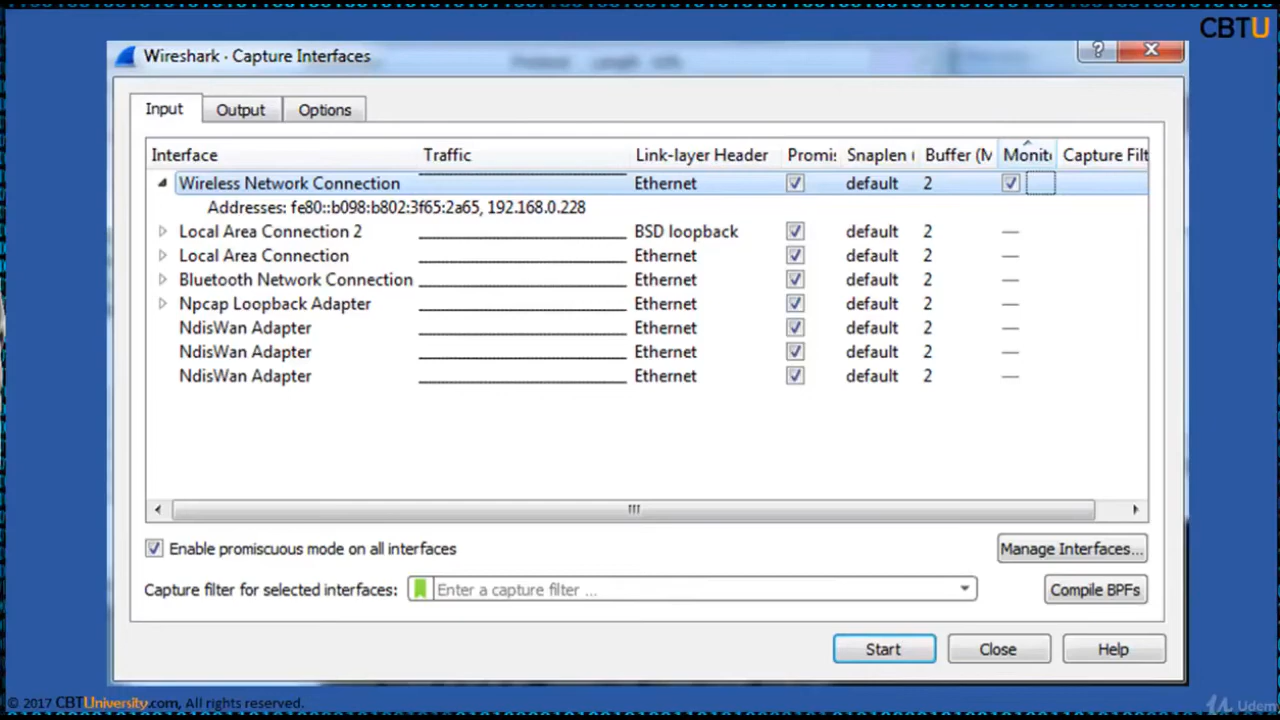 CBTU
Wireshark - Capture Interfaces
?
Input Output Options
Interface Traffic Link-layer Header Promi: Snaplen ( Buffer (M Monito Capture Filt
Wireless Network Connection Ethernet default 2
Addresses: fe80::b098:b802:3f65:2a65, 192.168.0.228
Local Area Connection 2 BSD loopback default 2 —
Local Area Connection Ethernet default 2 —
Bluetooth Network Connection Ethernet default 2 —
Npcap Loopback Adapter Ethernet default 2 —
NdisWan Adapter Ethernet default 2 —
NdisWan Adapter Ethernet default 2 —
NdisWan Adapter Ethernet default 2 —
Enable promiscuous mode on all interfaces Manage Interfaces...
Capture filter for selected interfaces: Enter a capture filter ... Compile BPFs
Start Close Help
© 2017 CBTUniversity.com, All rights reserved.
Udem